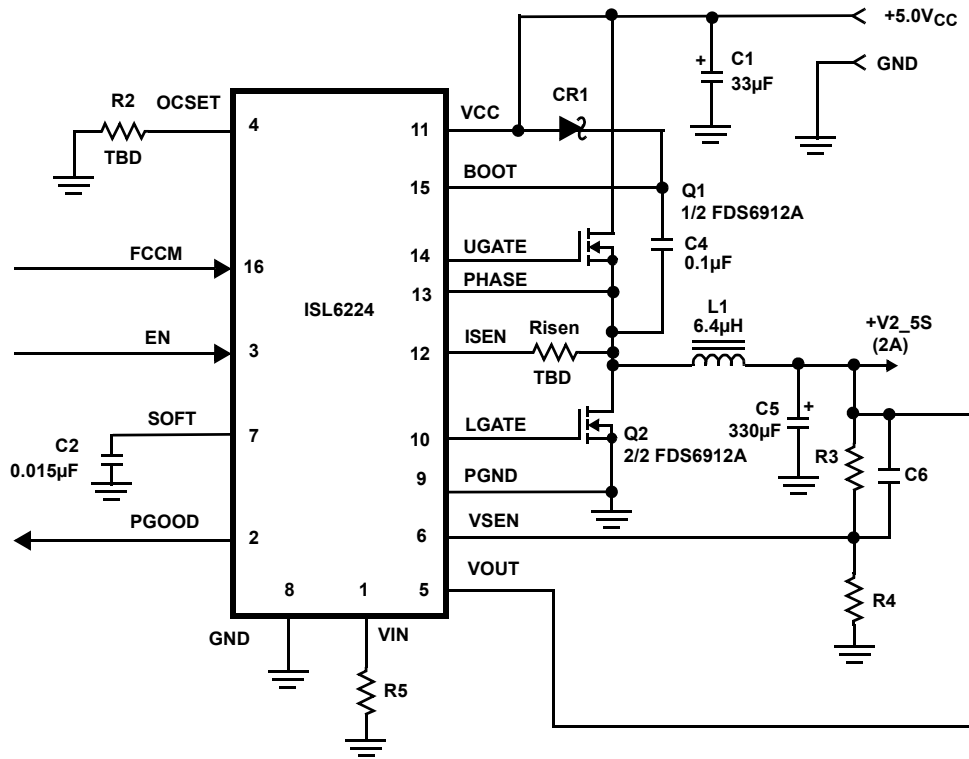 +5.0VCC
C1
+
33µF
GND
R2
OCSET
4
TBD
VCC
11
CR1
BOOT
15
Q1
1/2 FDS6912A
UGATE
14
C4
0.1µF
FCCM
16
PHASE
13
ISL6224
L1
6.4µH
+V2_5S
(2A)
EN
3
ISEN
12
Risen
TBD
SOFT
7
C2
0.015µF
LGATE
10
Q2
2/2 FDS6912A
C5
+
330µF
R3
C6
PGND
9
PGOOD
2
VSEN
6
VOUT
5
8
1
R4
GND
VIN
R5